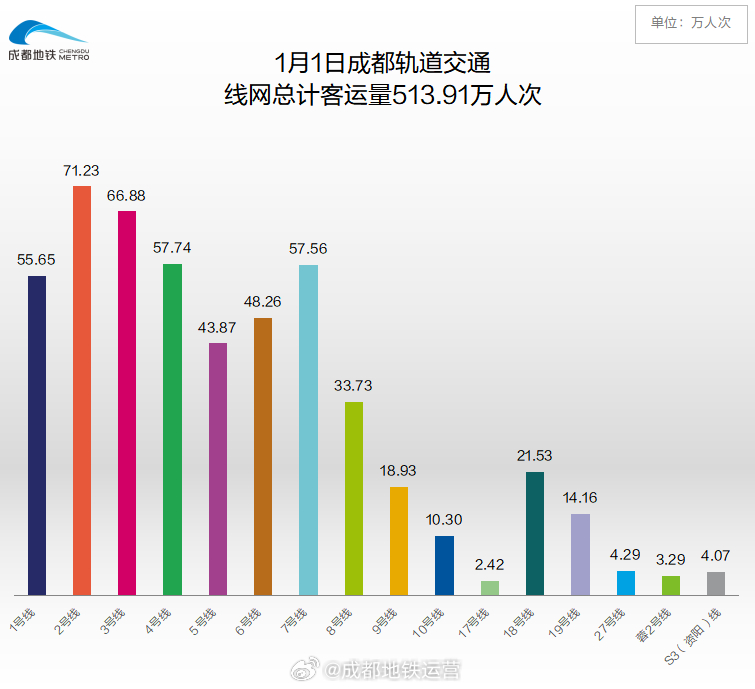 成都地铁 CHENGDU METRO
单位：万人次
1月1日成都轨道交通
线网总计客运量513.91万人次
55.65
71.23
66.88
57.74
43.87
48.26
57.56
33.73
18.93
10.30
2.42
21.53
14.16
4.29
3.29
4.07
1号线
2号线
3号线
4号线
5号线
6号线
7号线
8号线
9号线
10号线
17号线
18号线
19号线
27号线
蓉2号线
S3（资阳）线
@成都地铁运营